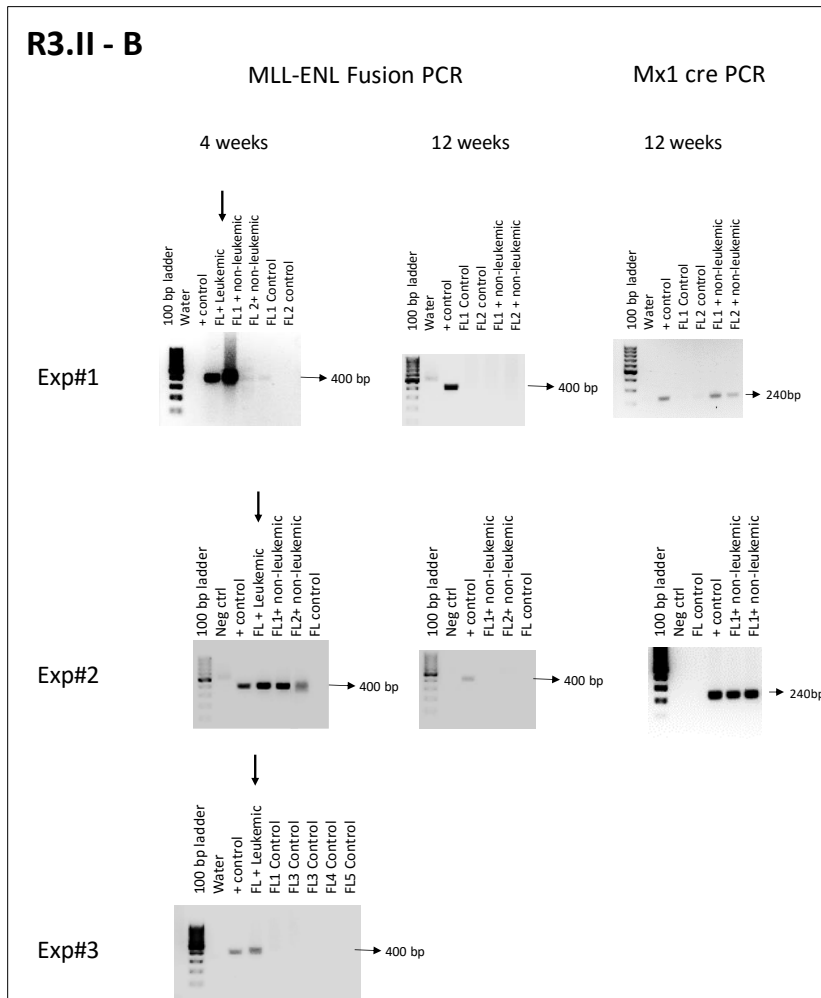 R3.II - B
MLL-ENL Fusion PCR
Mx1 cre PCR
4 weeks
12 weeks
12 weeks
100 bp ladder
Water
+ control
FL+ Leukemic
FL1 + non-leukemic
FL2+ non-leukemic
FL1 Control
FL2 control
100 bp ladder
Water
+ control
FL1 Control
FL2 control
FL1 + non-leukemic
FL2 + non-leukemic
100 bp ladder
Water
+ control
FL1 Control
FL2 control
FL1 + non-leukemic
FL2 + non-leukemic
Exp#1
400 bp
400 bp
240bp
100 bp ladder
Neg ctrl
+ control
FL + Leukemic
FL1+ non-leukemic
FL2+ non-leukemic
FL control
100 bp ladder
Neg ctrl
+ control
FL1+ non-leukemic
FL2+ non-leukemic
FL control
100 bp ladder
Neg ctrl
FL control
+ control
FL1+ non-leukemic
FL1+ non-leukemic
Exp#2
400 bp
400 bp
240bp
100 bp ladder
Water
+ control
FL + Leukemic
FL1 Control
FL3 Control
FL3 Control
FL4 Control
FL5 Control
Exp#3
400 bp